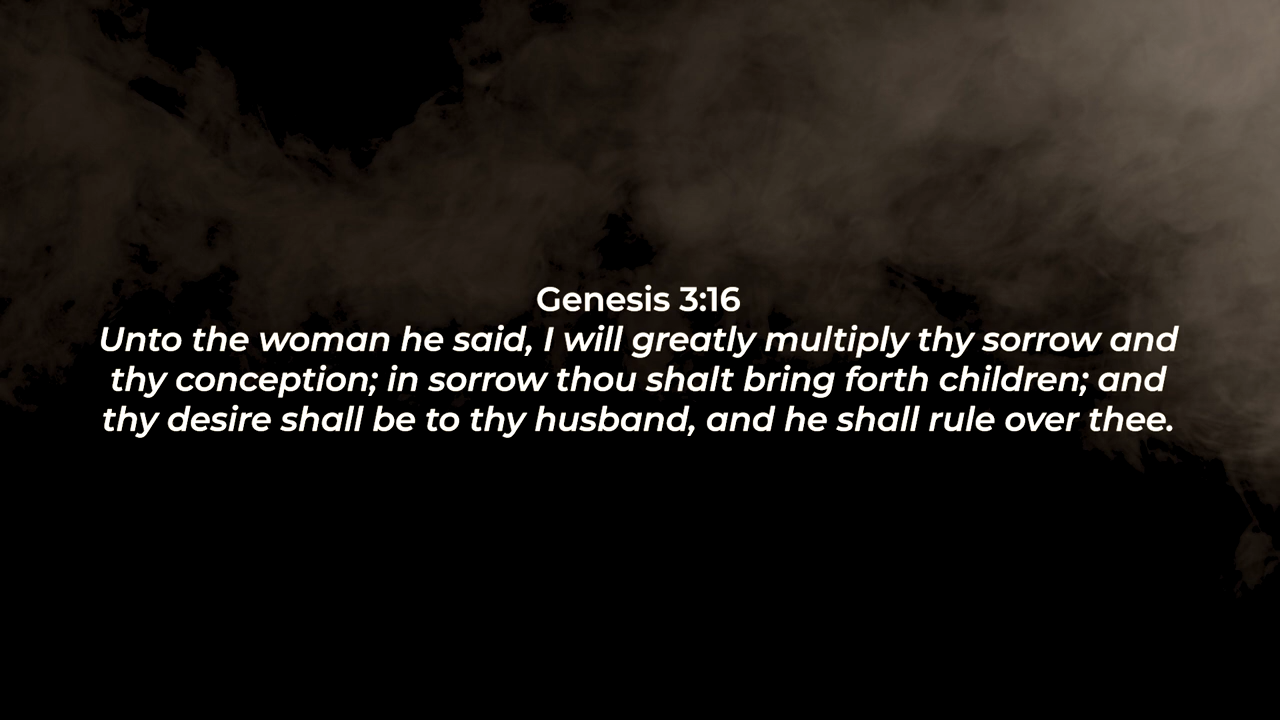 Genesis 3:16
Unto the woman he said, I will greatly multiply thy sorrow and
thy conception; in sorrow thou shalt bring forth children; and
thy desire shall be to thy husband, and he shall rule over thee.